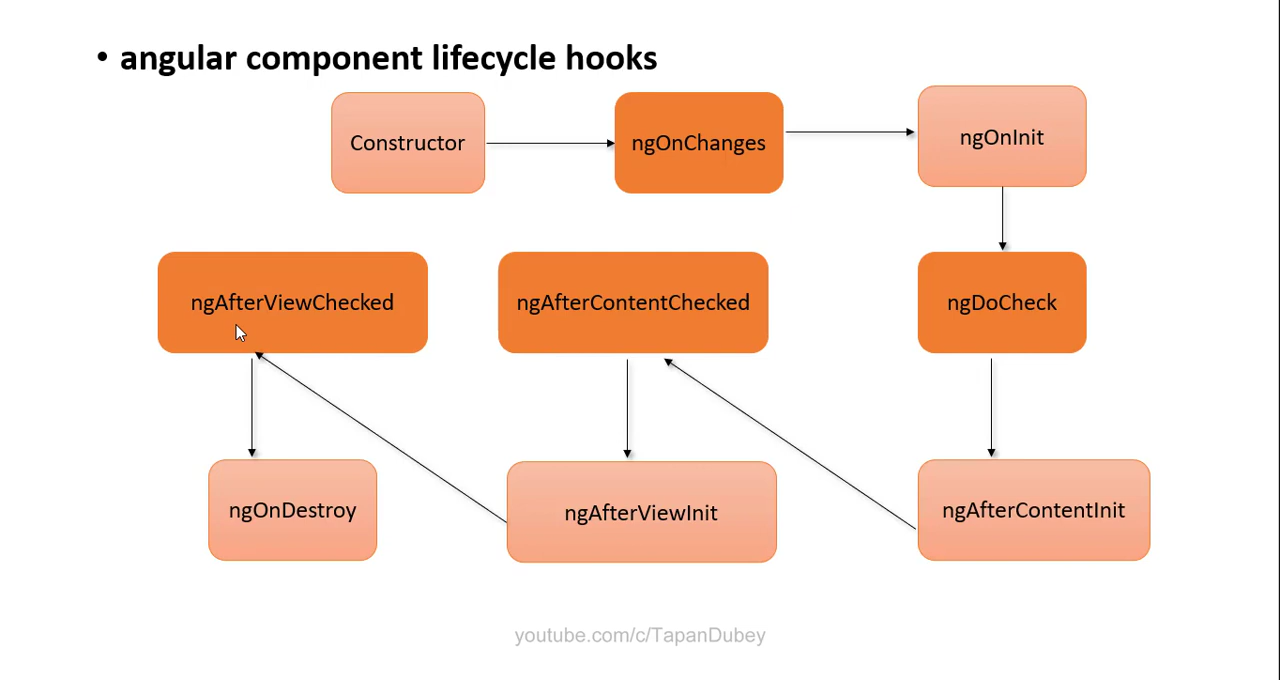 • angular component lifecycle hooks
Constructor
ngOnChanges
ngOnInit
ngAfterViewChecked
ngAfterContentChecked
ngDoCheck
ngOnDestroy
ngAfterViewInit
ngAfterContentInit
youtube.com/c/TapanDubey